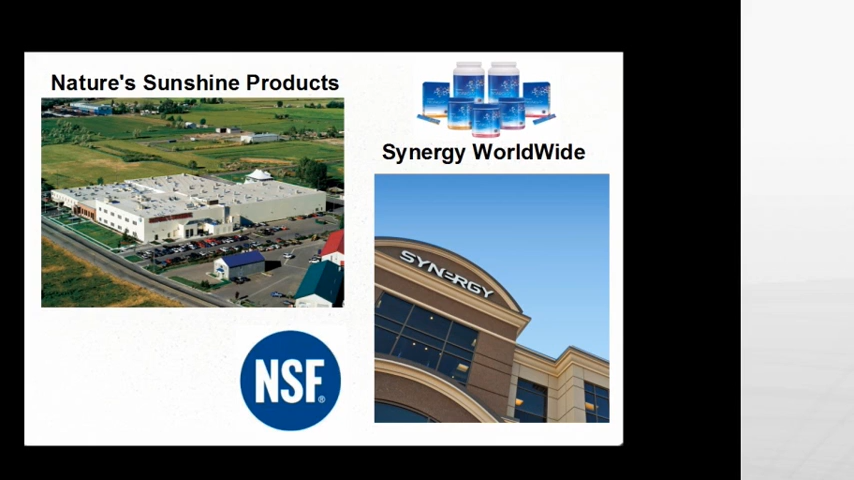 Nature's Sunshine Products
Synergy WorldWide
SYNERGY
NSF®